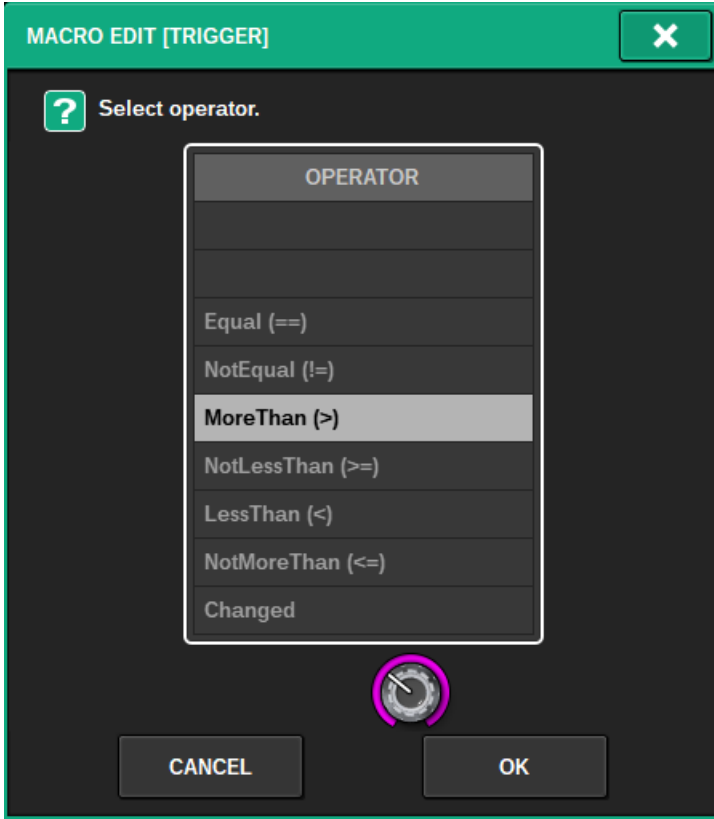 MACRO EDIT [TRIGGER]
? Select operator.
OPERATOR
Equal (==)
NotEqual (!=)
MoreThan (>)
NotLessThan (>=)
LessThan (<)
NotMoreThan (<=)
Changed
CANCEL OK